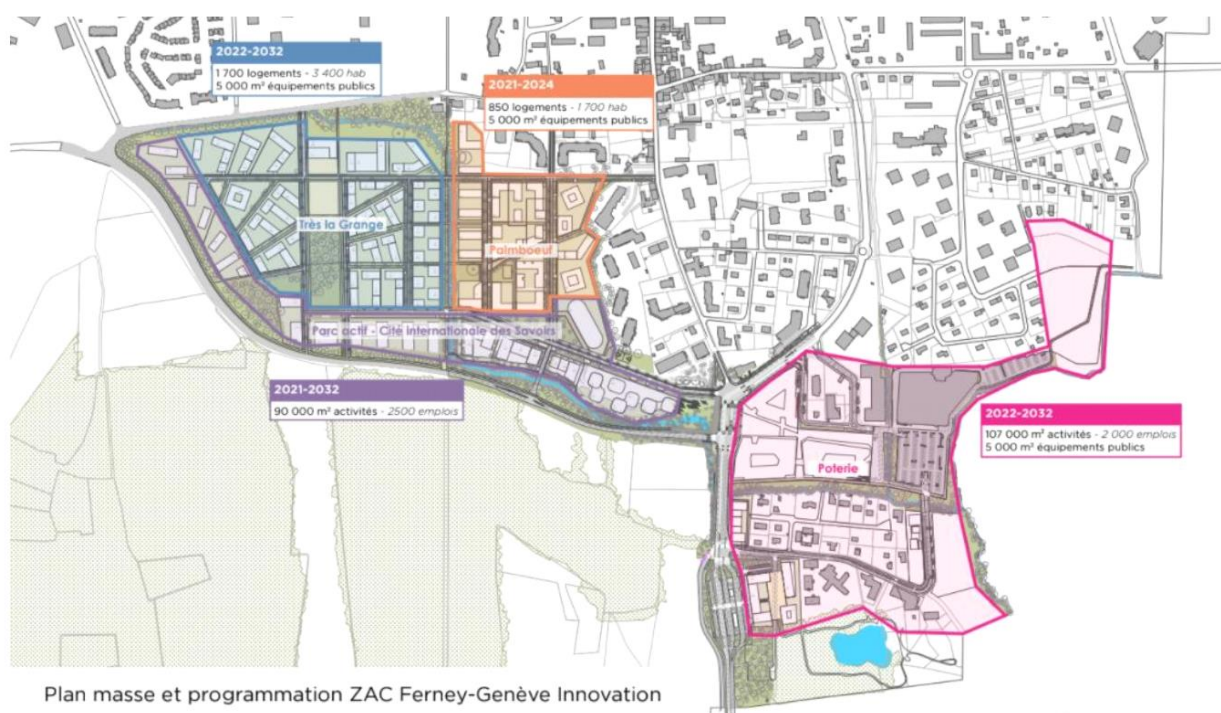 2022-2032
1 700 logements - 3 400 hab
5 000 m² équipements publics
2021-2024
850 logements - 1 700 hab
5 000 m² équipements publics
Très la Grange
Paimboeuf
Parc actif - Cité internationale des Savoirs
2021-2032
90 000 m² activités - 2500 emplois
2022-2032
107 000 m² activités - 2 000 emplois
5 000 m² équipements publics
Poterie
Plan masse et programmation ZAC Ferney-Genève Innovation